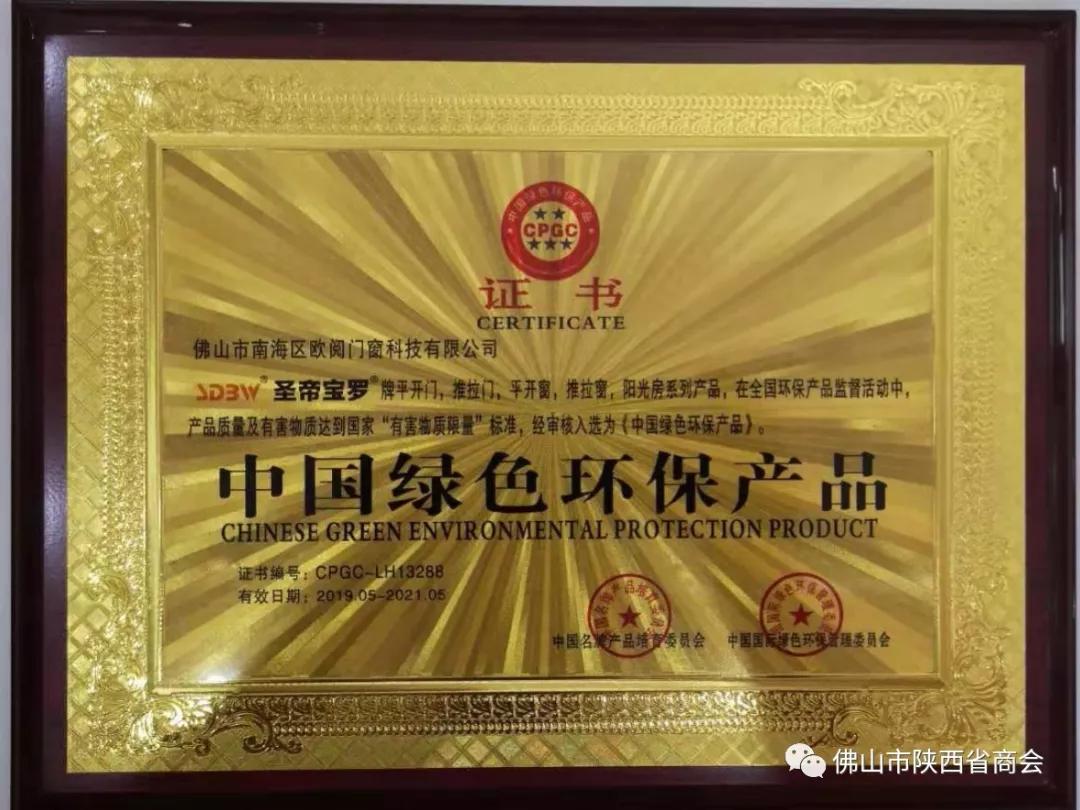 中国绿色环保产品
CPGC
证书
CERTIFICATE
佛山市南海区欧阅门窗科技有限公司
SDBW® 圣帝宝罗®牌平开门，推拉门，平开窗，推拉窗，阳光房系列产品，在全国环保产品监督活动中，
产品质量及有害物质达到国家“有害物质限量”标准，经审核入选为《中国绿色环保产品》。
中国绿色环保产品
CHINESE GREEN ENVIRONMENTAL PROTECTION PRODUCT
证书编号：CPGC-LH13288
有效日期：2019.05-2021.05
中国名牌产品培育委员会 中国国际绿色环保管理委员会
佛山市陕西省商会